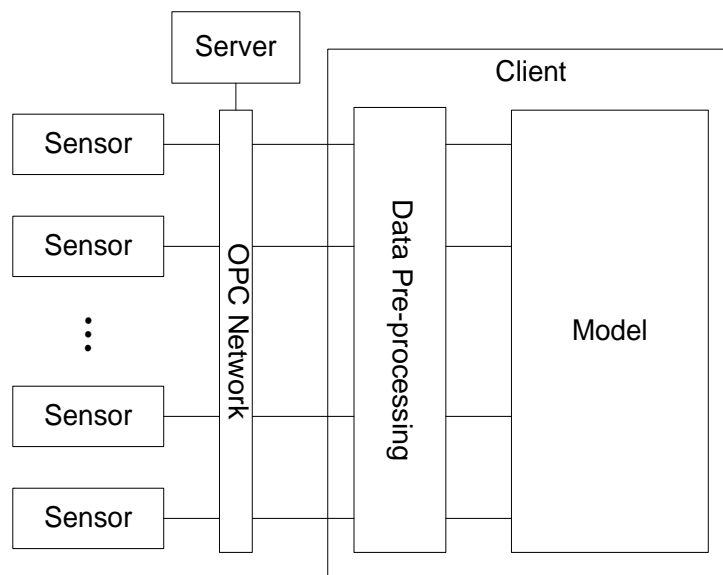 Server
Client
Sensor
Sensor
...
Sensor
Sensor
OPC Network
Data Pre-processing
Model